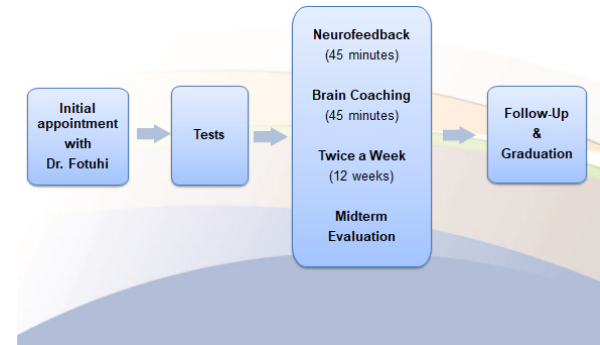 Initial
appointment
with
Dr. Fotuhi
Tests
Neurofeedback
(45 minutes)
Brain Coaching
(45 minutes)
Twice a Week
(12 weeks)
Midterm
Evaluation
Follow-Up
&
Graduation